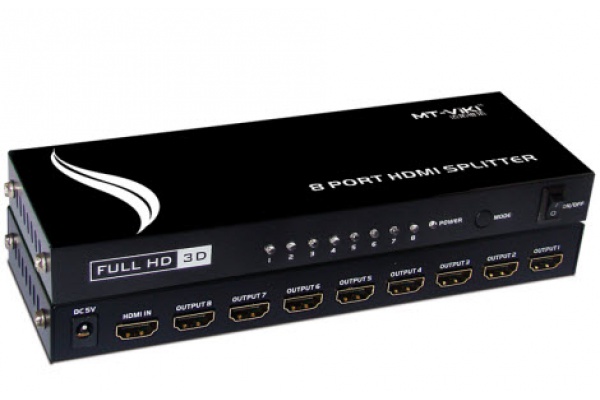 MT-VIKI
8 PORT HDMI SPLITTER
FULL HD 3D
1 2 3 4 5 6 7 8 POWER MODE ON/OFF
DC 5V HDMI IN OUTPUT 8 OUTPUT 7 OUTPUT 6 OUTPUT 5 OUTPUT 4 OUTPUT 3 OUTPUT 2 OUTPUT 1